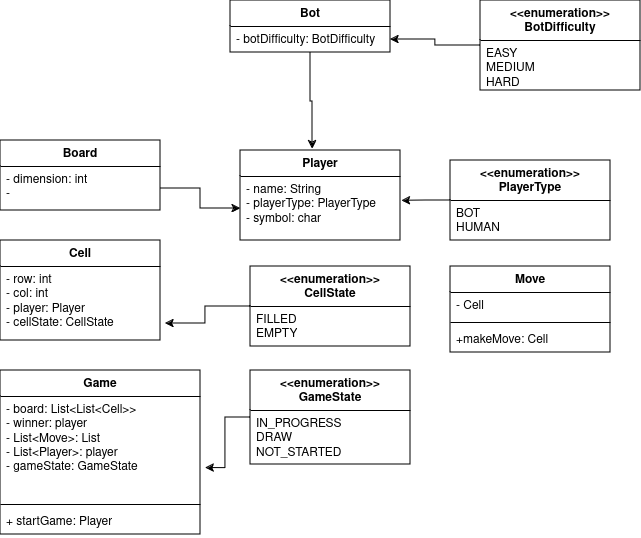 Bot
- botDifficulty: BotDifficulty
<<enumeration>>
BotDifficulty
EASY
MEDIUM
HARD
Board
- dimension: int
-
Player
- name: String
- playerType: PlayerType
- symbol: char
<<enumeration>>
PlayerType
BOT
HUMAN
Cell
- row: int
- col: int
- player: Player
- cellState: CellState
<<enumeration>>
CellState
FILLED
EMPTY
Move
- Cell
+makeMove: Cell
Game
- board: List<List<Cell>>
- winner: player
- List<Move>: List
- List<Player>: player
- gameState: GameState
+ startGame: Player
<<enumeration>>
GameState
IN_PROGRESS
DRAW
NOT_STARTED